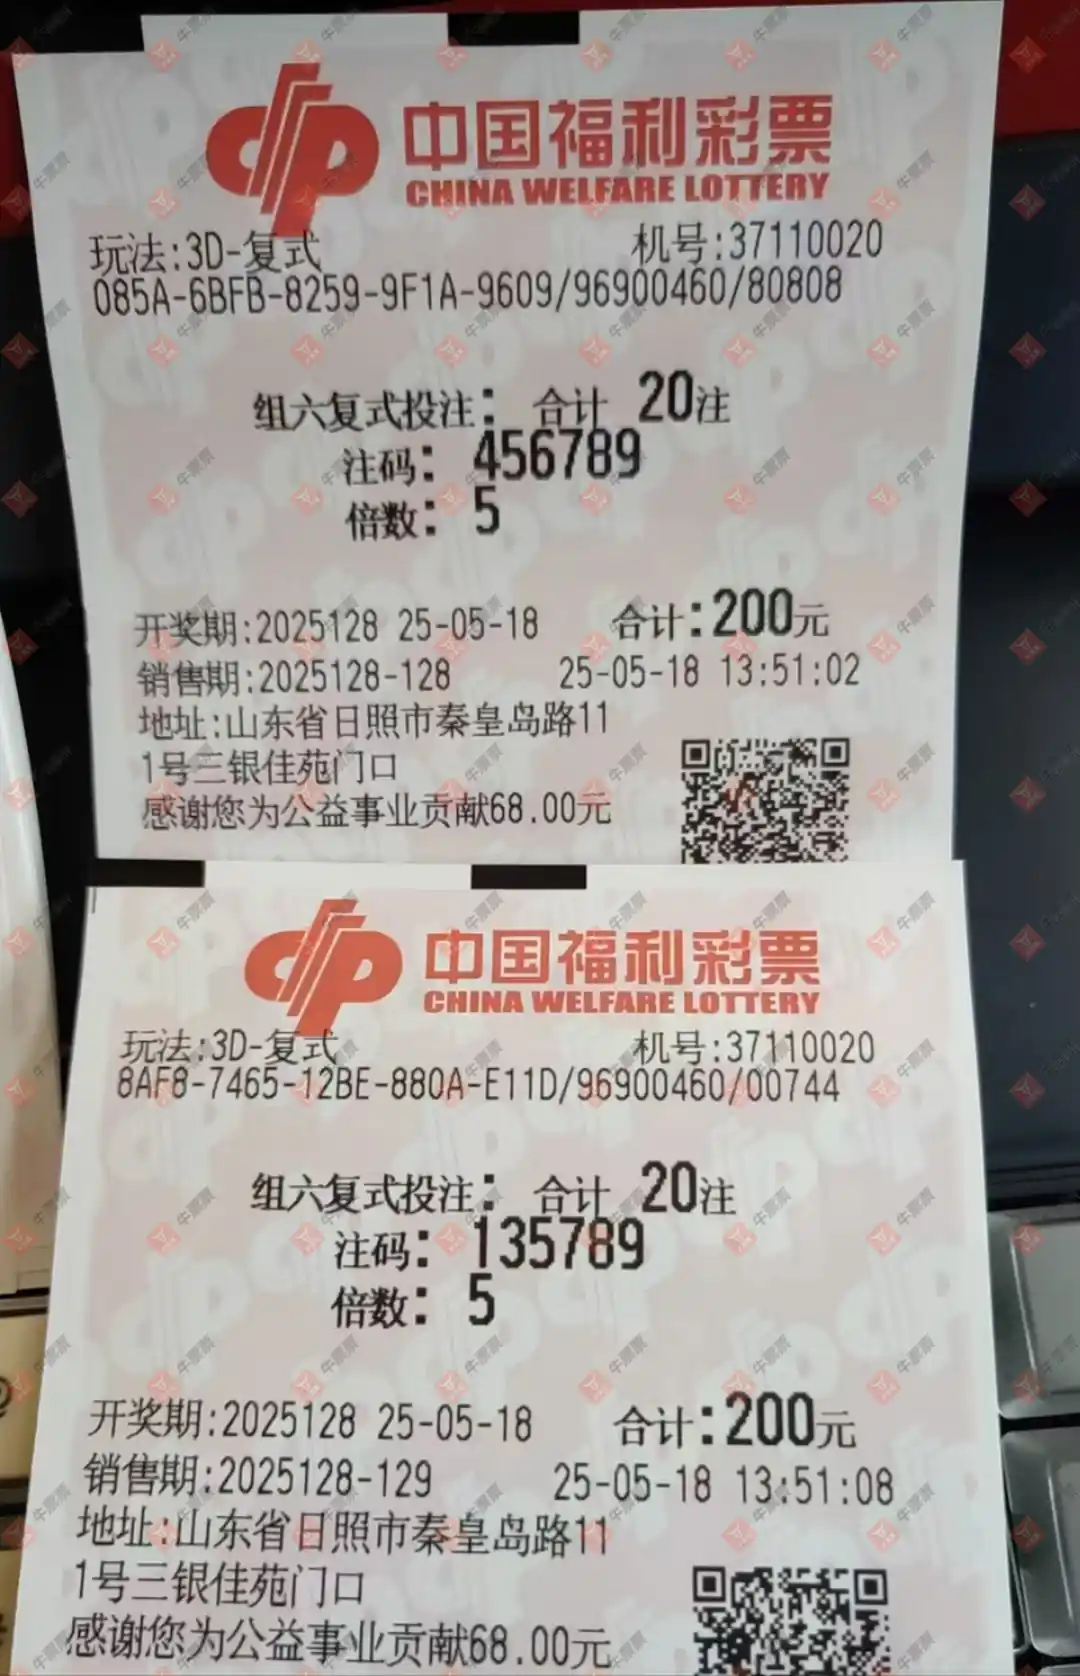 中国福利彩票
CHINA WELFARE LOTTERY
玩法:3D-复式 机号:37110020
085A-6BFB-8259-9F1A-9609/96900460/80808
组六复式投注: 合计 20注
注码: 456789
倍数: 5
开奖期:2025128 25-05-18 合计:200元
销售期:2025128-128 25-05-18 13:51:02
地址:山东省日照市秦皇岛路11
1号三银佳苑门口
感谢您为公益事业贡献68.00元
中国福利彩票
CHINA WELFARE LOTTERY
玩法:3D-复式 机号:37110020
8AF8-7465-12BE-880A-E11D/96900460/00744
组六复式投注: 合计 20注
注码: 135789
倍数: 5
开奖期:2025128 25-05-18 合计:200元
销售期:2025128-129 25-05-18 13:51:08
地址:山东省日照市秦皇岛路11
1号三银佳苑门口
感谢您为公益事业贡献68.00元